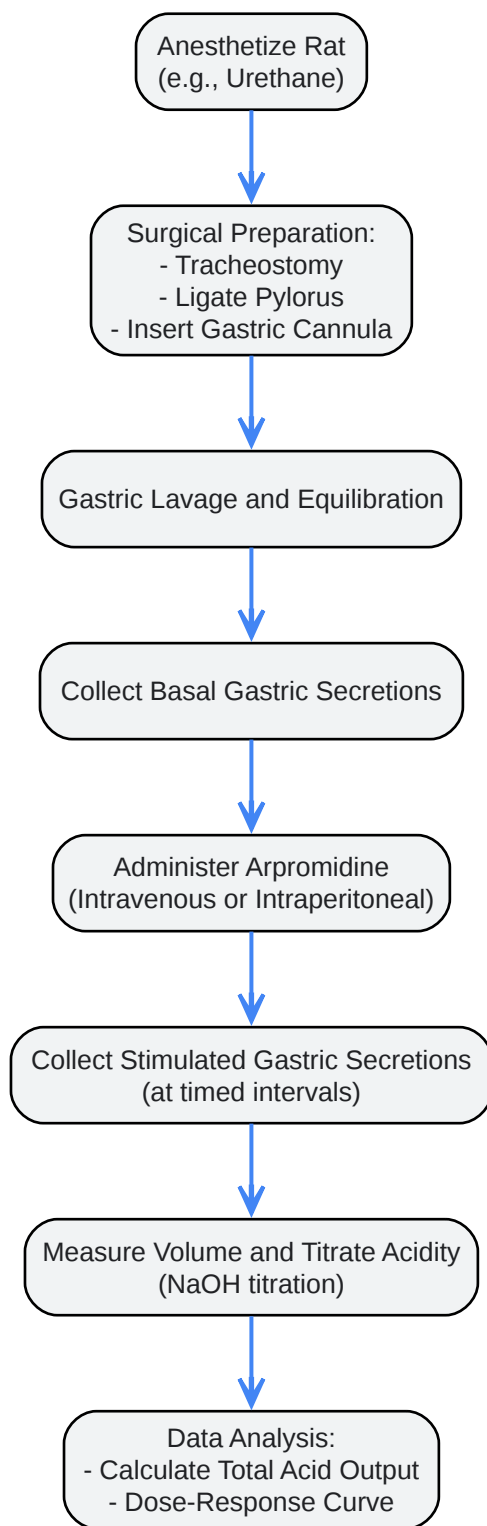 Anesthetize Rat
(e.g., Urethane)
Surgical Preparation:
- Tracheostomy
- Ligate Pylorus
- Insert Gastric Cannula
Gastric Lavage and Equilibration
Collect Basal Gastric Secretions
Administer Arpromidine
(Intravenous or Intraperitoneal)
Collect Stimulated Gastric Secretions
(at timed intervals)
Measure Volume and Titrate Acidity
(NaOH titration)
Data Analysis:
- Calculate Total Acid Output
- Dose-Response Curve